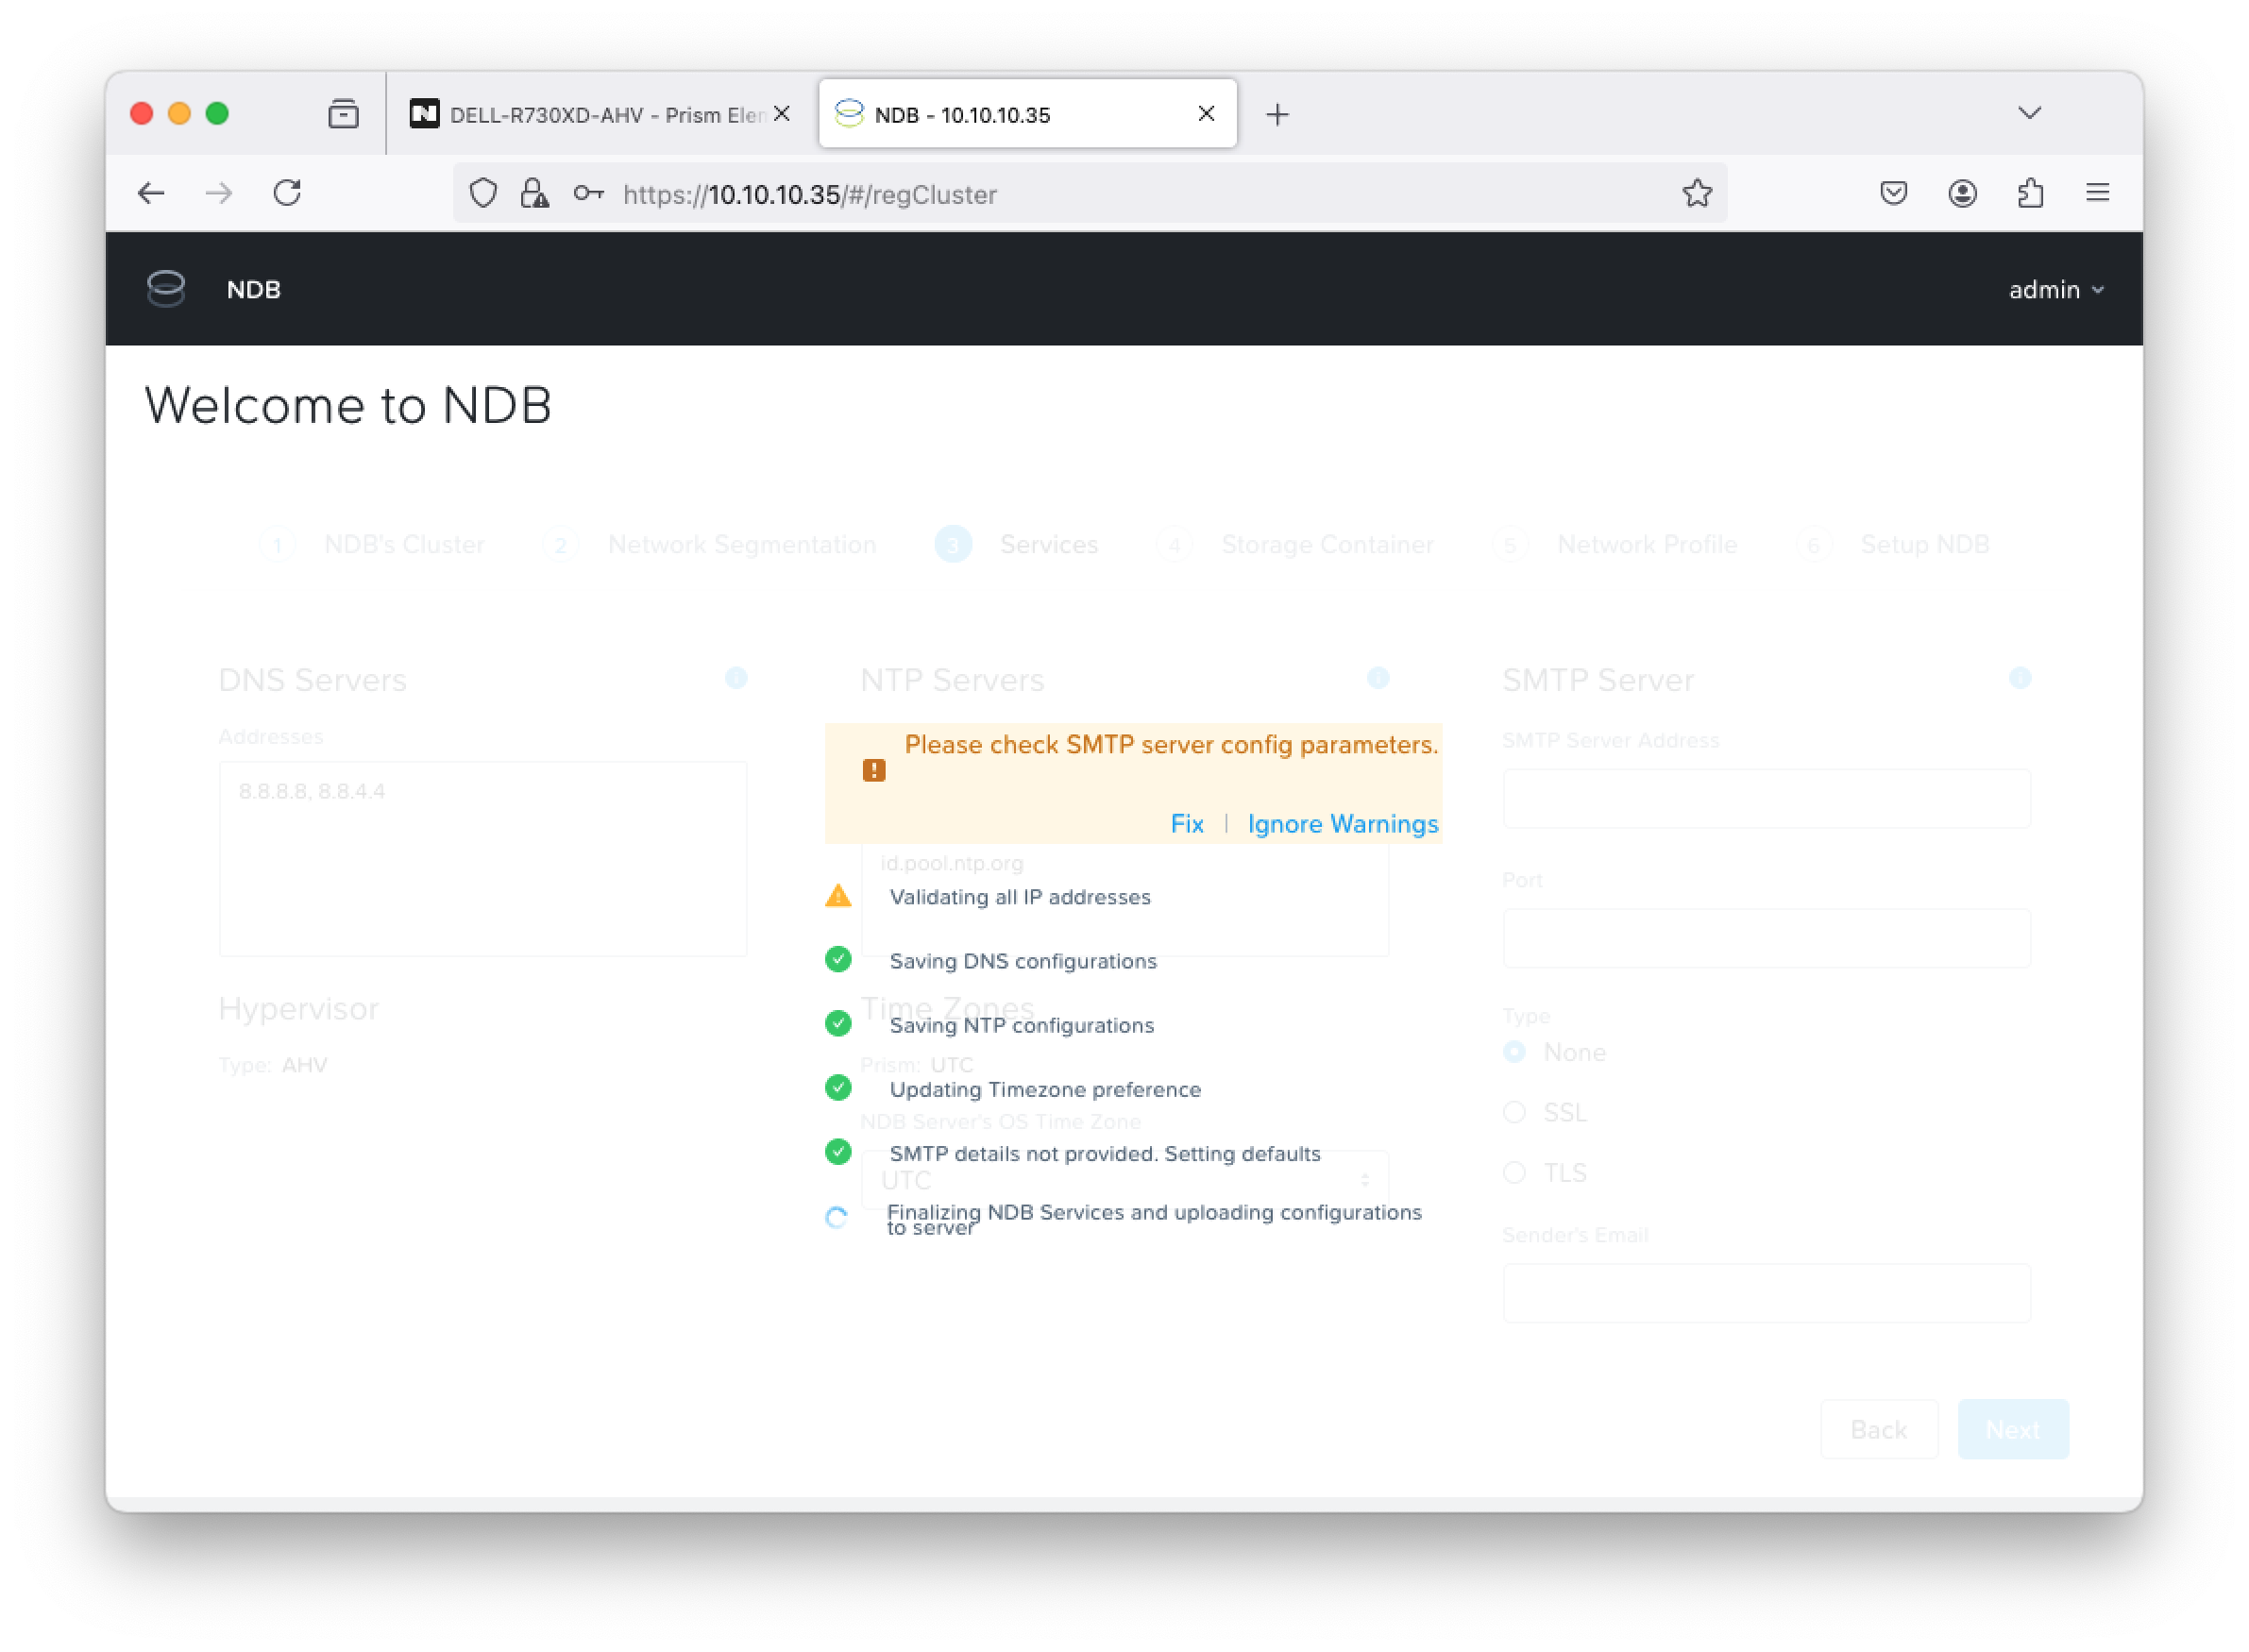 DELL-R730XD-AHV - Prism Elem
NDB - 10.10.10.35
https://10.10.10.35/#/regCluster
NDB
admin
Welcome to NDB
1 NDB's Cluster
2 Network Segmentation
3 Services
4 Storage Container
5 Network Profile
6 Setup NDB
DNS Servers
Addresses
8.8.8.8, 8.8.4.4
Hypervisor
Type: AHV
NTP Servers
Please check SMTP server config parameters.
Fix | Ignore Warnings
id.pool.ntp.org
Validating all IP addresses
Saving DNS configurations
Time Zones
Saving NTP configurations
Prism: UTC
Updating Timezone preference
NDB Server's OS Time Zone
SMTP details not provided. Setting defaults
UTC
Finalizing NDB Services and uploading configurations
to server
SMTP Server
SMTP Server Address
Port
Type
None
SSL
TLS
Sender's Email
Back
Next